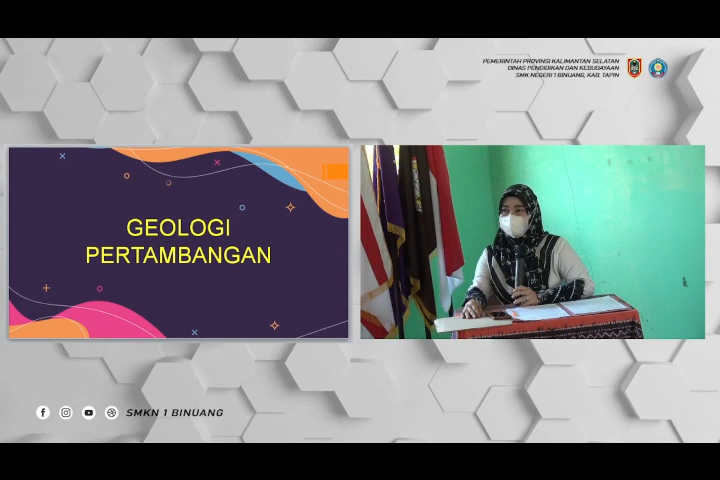 PEMERINTAH PROVINSI KALIMANTAN SELATAN
DINAS PENDIDIKAN DAN KEBUDAYAAN
SMK NEGERI 1 BINUANG, KAB. TAPIN
GEOLOGI
PERTAMBANGAN
SMKN 1 BINUANG